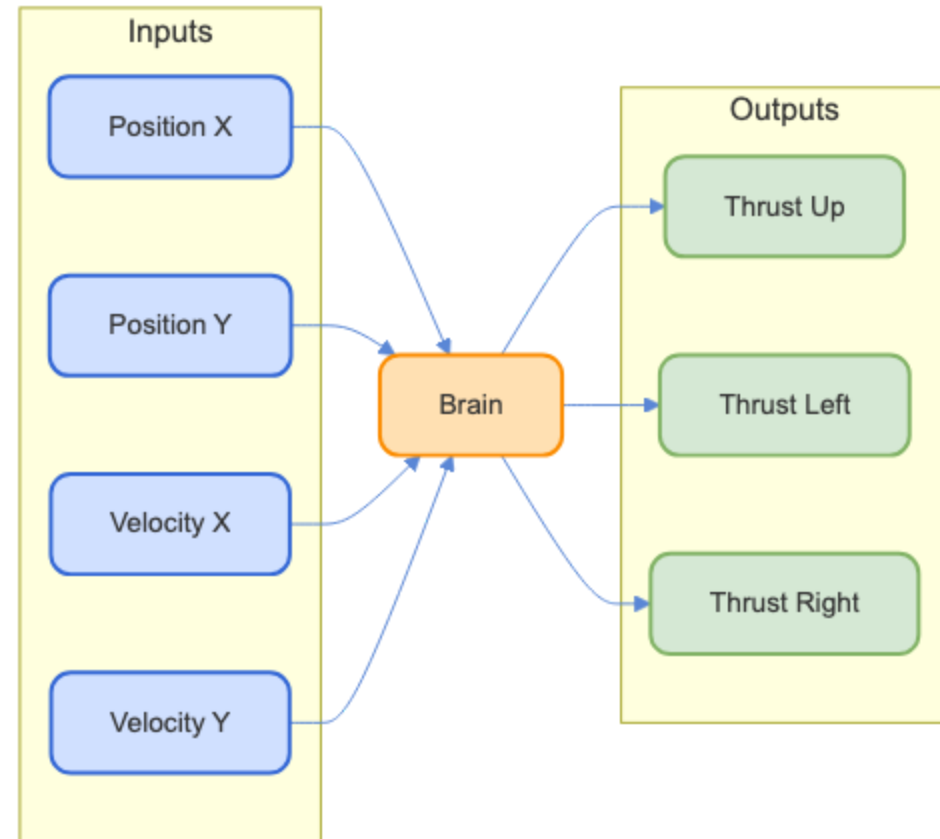 Inputs
Position X
Position Y
Velocity X
Velocity Y
Brain
Outputs
Thrust Up
Thrust Left
Thrust Right